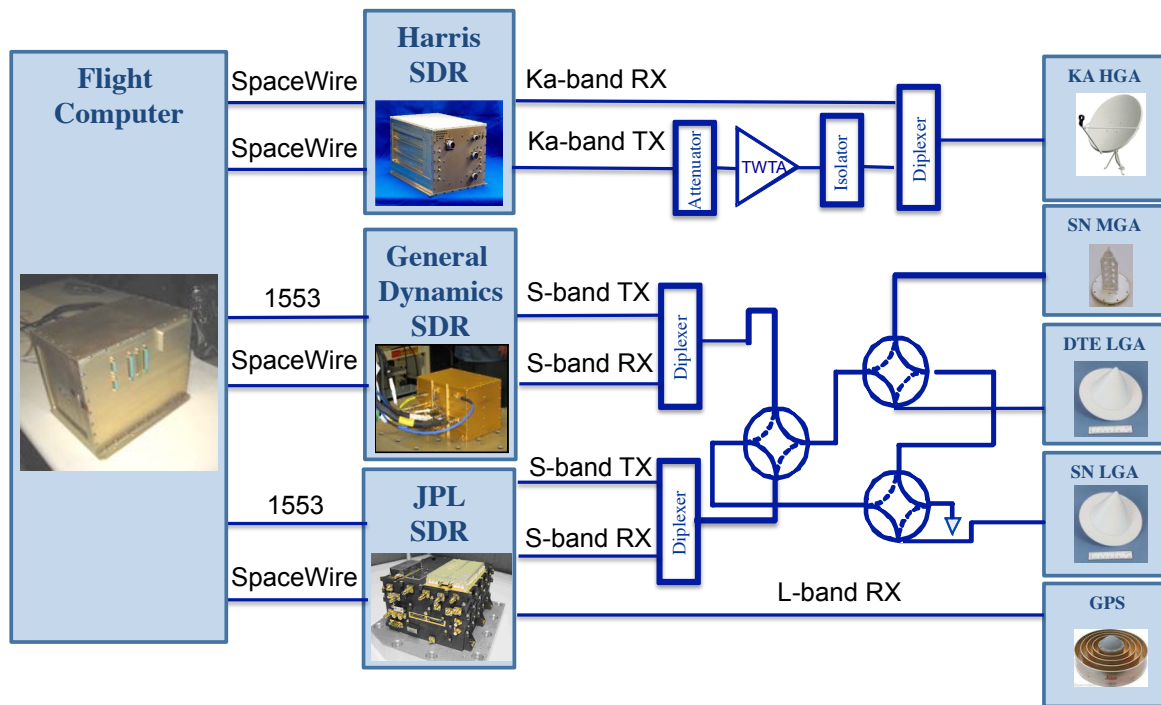 Flight
Computer
SpaceWire
SpaceWire
1553
SpaceWire
1553
SpaceWire
Harris
SDR
General
Dynamics
SDR
JPL
SDR
Ka-band RX
Ka-band TX
Attenuator
TWTA
Isolator
Diplexer
S-band TX
S-band RX
Diplexer
S-band TX
S-band RX
Diplexer
L-band RX
KA HGA
SN MGA
DTE LGA
SN LGA
GPS